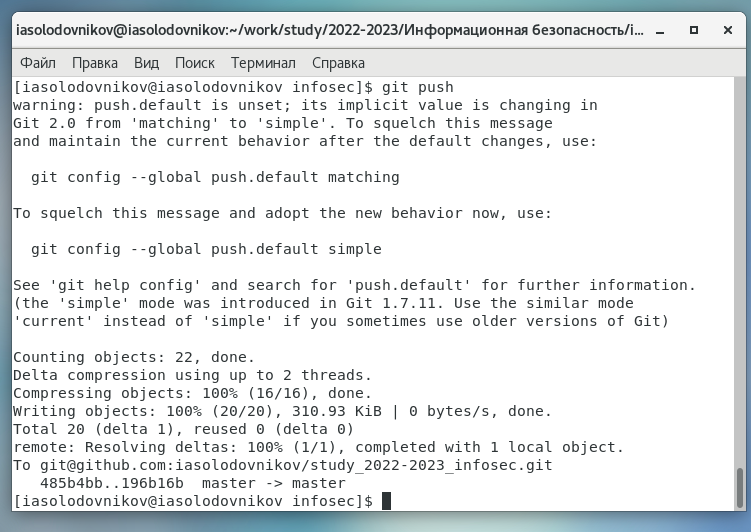 iasolodovnikov@iasolodovnikov:~/work/study/2022-2023/Информационная безопасность/i...
Файл Правка Вид Поиск Терминал Справка
[iasolodovnikov@iasolodovnikov infosec]$ git push
warning: push.default is unset; its implicit value is changing in
Git 2.0 from 'matching' to 'simple'. To squelch this message
and maintain the current behavior after the default changes, use:

  git config --global push.default matching

To squelch this message and adopt the new behavior now, use:

  git config --global push.default simple

See 'git help config' and search for 'push.default' for further information.
(the 'simple' mode was introduced in Git 1.7.11. Use the similar mode
'current' instead of 'simple' if you sometimes use older versions of Git)

Counting objects: 22, done.
Delta compression using up to 2 threads.
Compressing objects: 100% (16/16), done.
Writing objects: 100% (20/20), 310.93 KiB | 0 bytes/s, done.
Total 20 (delta 1), reused 0 (delta 0)
remote: Resolving deltas: 100% (1/1), completed with 1 local object.
To git@github.com:iasolodovnikov/study_2022-2023_infosec.git
   485b4bb..196b16b  master -> master
[iasolodovnikov@iasolodovnikov infosec]$